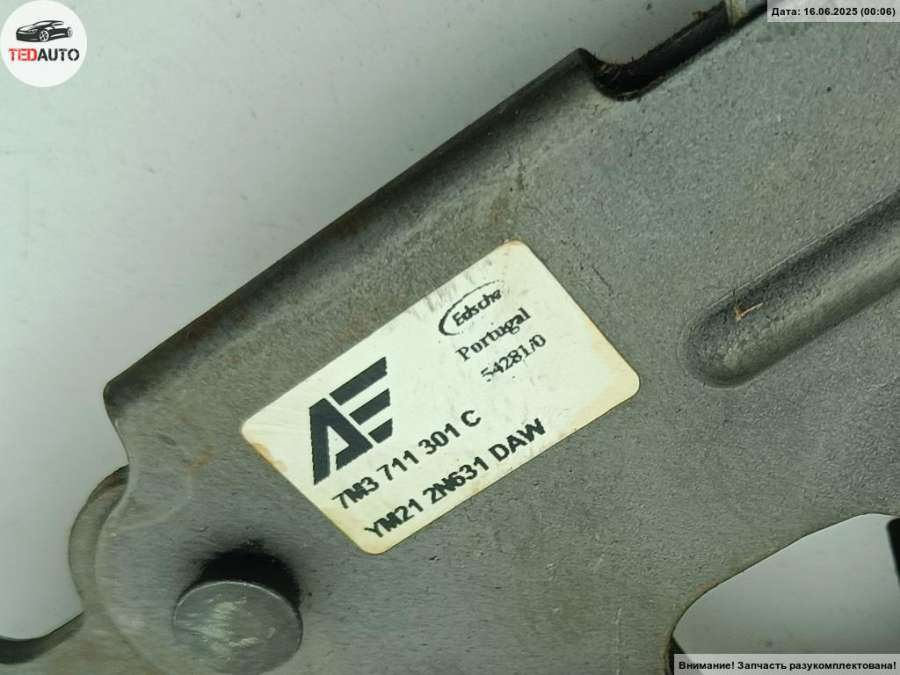 TEDAUTO
Дата: 16.06.2025 (00:06)
Edscha
Portugal
54281/0
AF
7M3 711 301 C
YM21 2N631 DAW
Внимание! Запчасть разукомплектована!